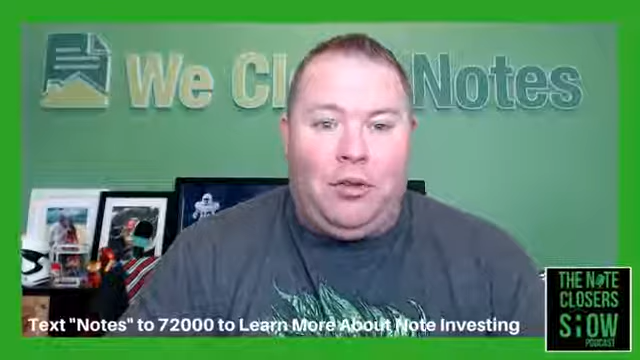 We Cl Notes
Text "Notes" to 72000 to Learn More About Note Investing
THE NOTE
CLOSERS
SHOW
PODCAST